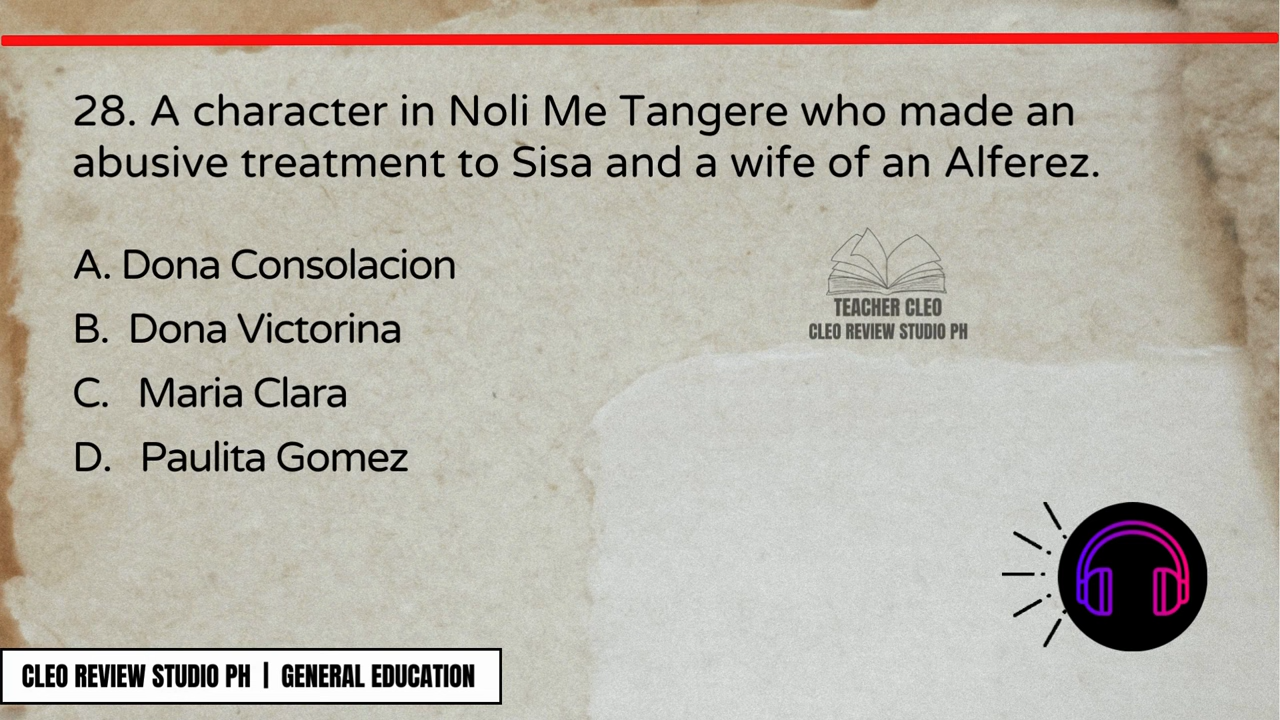 28. A character in Noli Me Tangere who made an
abusive treatment to Sisa and a wife of an Alferez.
A. Dona Consolacion
B. Dona Victorina
C. Maria Clara
D. Paulita Gomez
TEACHER CLEO
CLEO REVIEW STUDIO PH
CLEO REVIEW STUDIO PH | GENERAL EDUCATION